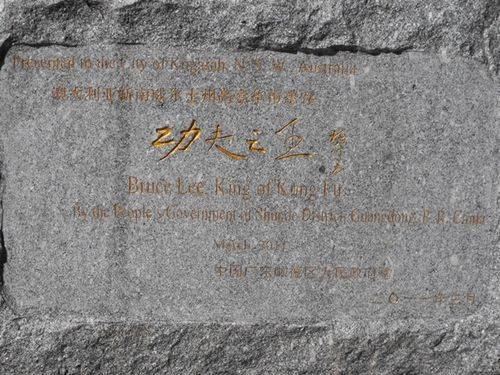 Presented to the City of Kogarah, N. S. W., Australia
澳大利亚新南威尔士州高嘉华市惠存
功夫之王
Bruce Lee, King of Kung Fu
By the People's Government of Shunde District, Guangdong, P. R. China
March, 2011
中国广东顺德区人民政府赠
二〇一一年三月